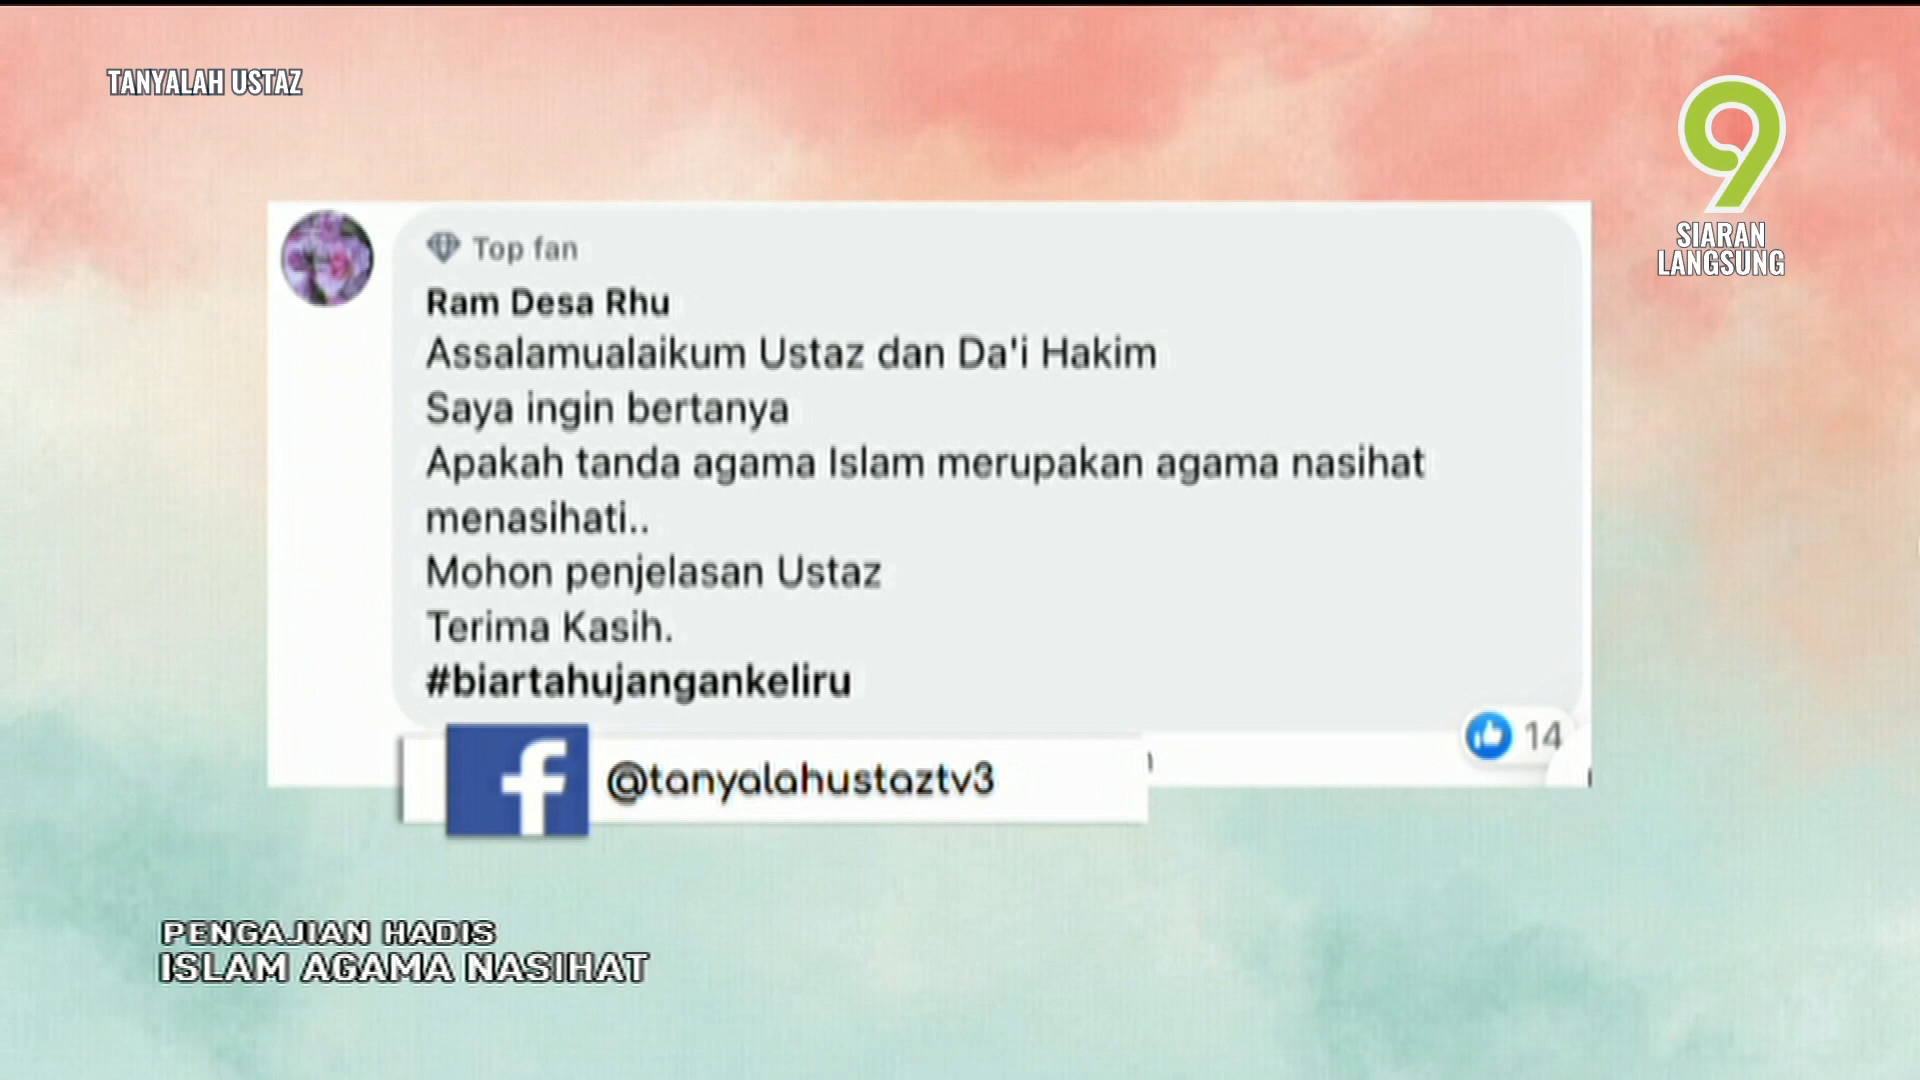 TANYALAH USTAZ
9
SIARAN
LANGSUNG
Top fan
Ram Desa Rhu
Assalamualaikum Ustaz dan Da'i Hakim
Saya ingin bertanya
Apakah tanda agama Islam merupakan agama nasihat
menasihati..
Mohon penjelasan Ustaz
Terima Kasih.
#biartahujangankeliru
14
f @tanyalahustaztv3
PENGAJIAN HADIS
ISLAM AGAMA NASIHAT